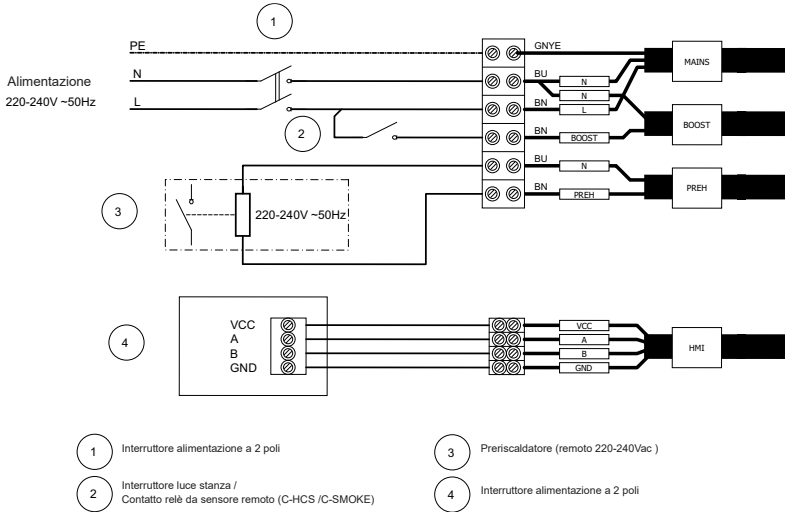 1
PE
GNYE
MAINS
Alimentazione
220-240V ~50Hz
N
BU
N
N
L
BN
L
2
BN
BOOST
BOOST
BU
N
3
220-240V ~50Hz
BN
PREH
PREH
4
VCC
VCC
A
A
B
B
GND
GND
HMI
1
Interruttore alimentazione a 2 poli
2
Interruttore luce stanza /
Contatto relè da sensore remoto (C-HCS /C-SMOKE)
3
Preriscaldatore (remoto 220-240Vac )
4
Interruttore alimentazione a 2 poli